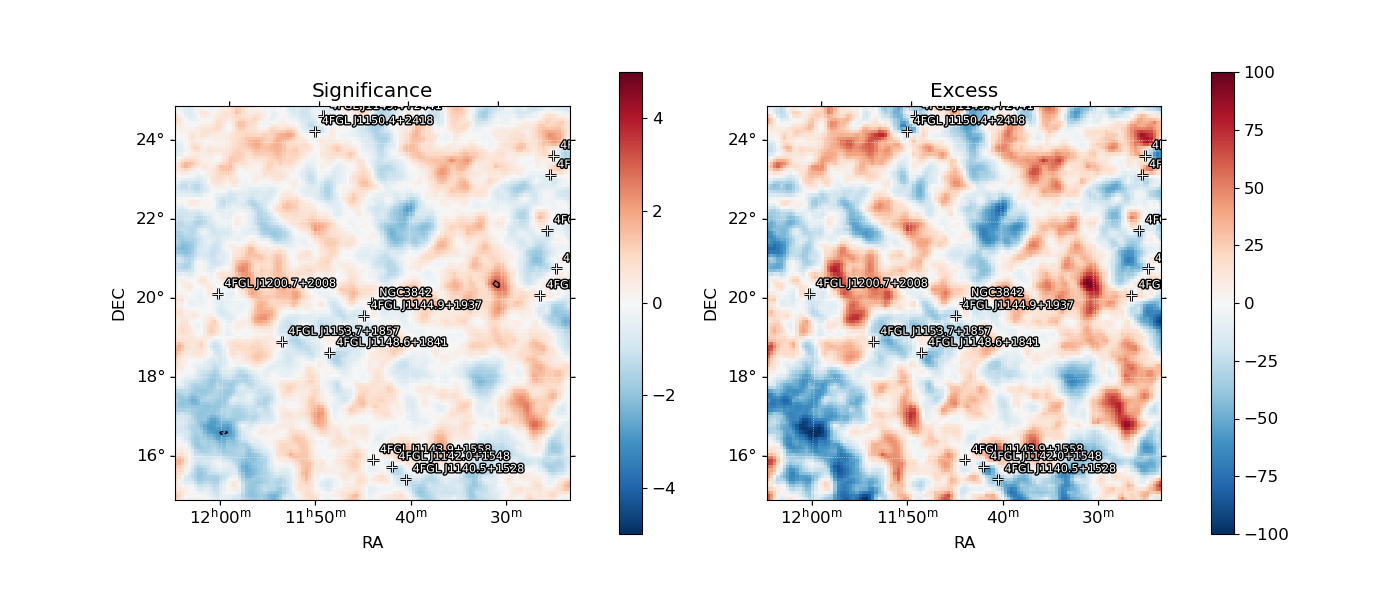 Significance
4FGL J1150.4+2418
4FGL J1200.7+2008
NGC3842
4FGL J1144.9+1937
4FGL J1153.7+1857
4FGL J1148.6+1841
4FGL J1143.9+1558
4FGL J1142.0+1548
4FGL J1140.5+1528
24°
22°
20°
18°
16°
DEC
12h00m
11h50m
40m
30m
RA
4
2
0
−2
−4
Excess
4FGL J1150.4+2418
4FGL J1200.7+2008
NGC3842
4FGL J1144.9+1937
4FGL J1153.7+1857
4FGL J1148.6+1841
4FGL J1143.9+1558
4FGL J1142.0+1548
4FGL J1140.5+1528
24°
22°
20°
18°
16°
DEC
12h00m
11h50m
40m
30m
RA
100
75
50
25
0
−25
−50
−75
−100